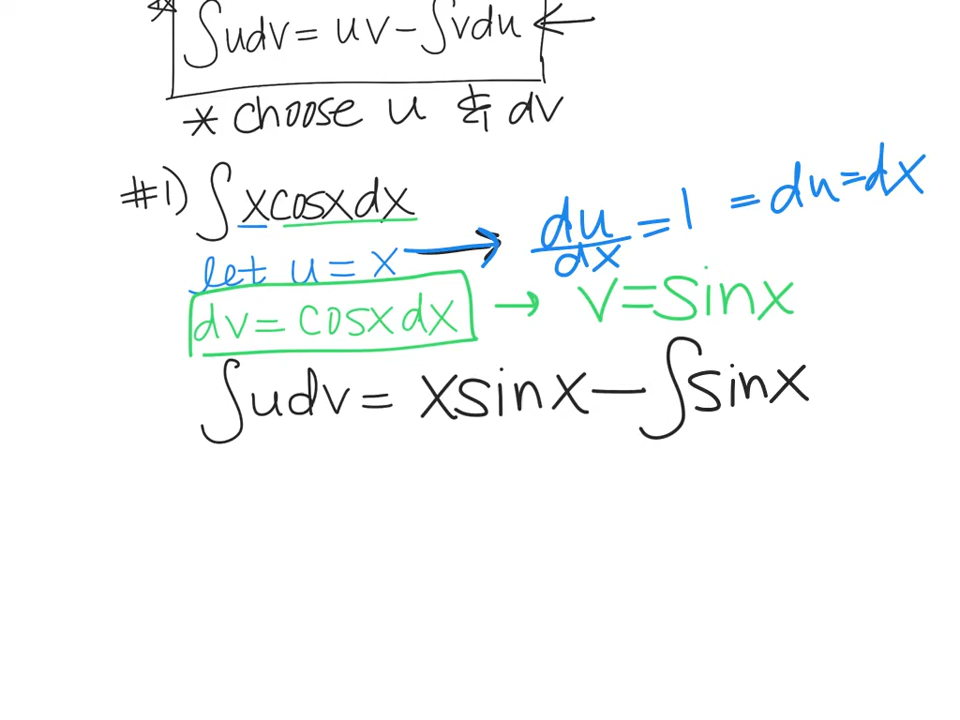 ∫udv = uv - ∫vdu ←
* choose u & dv
#1) ∫xcosxdx
let u = x → du/dx = 1 = du = dx
dv = cosxdx → v = sinx
∫udv = xsinx - ∫sinx